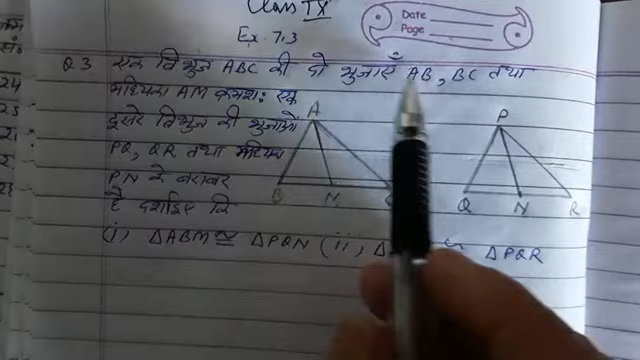 Class IX
Date
Page
Ex. 7.3
Q 3 एक त्रिभुज ABC की दो भुजाएँ AB, BC तथा
माध्यिका AM क्रमशः एक
दूसरे त्रिभुज की भुजाओं
PQ, QR तथा माध्यिका
PN के बराबर
है दर्शाइए कि
A
B
N
P
Q
N
R
(i) ΔABM ≅ ΔPQN (ii) Δ ≅ ΔPQR
24